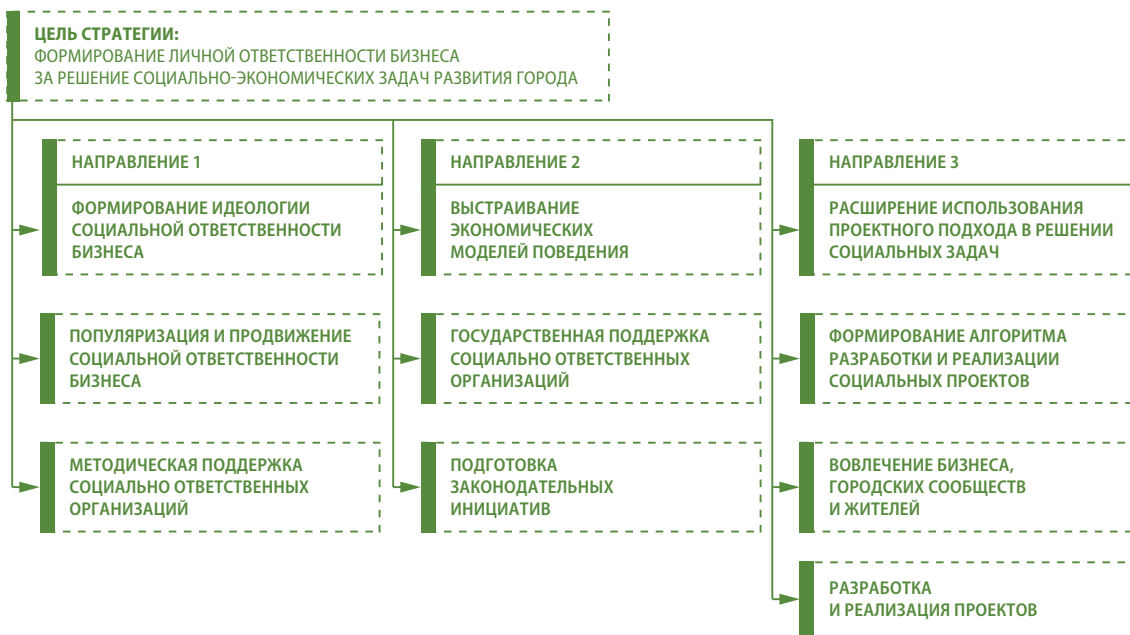 ЦЕЛЬ СТРАТЕГИИ:
ФОРМИРОВАНИЕ ЛИЧНОЙ ОТВЕТСТВЕННОСТИ БИЗНЕСА
ЗА РЕШЕНИЕ СОЦИАЛЬНО-ЭКОНОМИЧЕСКИХ ЗАДАЧ РАЗВИТИЯ ГОРОДА
НАПРАВЛЕНИЕ 1
ФОРМИРОВАНИЕ ИДЕОЛОГИИ
СОЦИАЛЬНОЙ ОТВЕТСТВЕННОСТИ
БИЗНЕСА
ПОПУЛЯРИЗАЦИЯ И ПРОДВИЖЕНИЕ
СОЦИАЛЬНОЙ ОТВЕТСТВЕННОСТИ
БИЗНЕСА
МЕТОДИЧЕСКАЯ ПОДДЕРЖКА
СОЦИАЛЬНО ОТВЕТСТВЕННЫХ
ОРГАНИЗАЦИЙ
НАПРАВЛЕНИЕ 2
ВЫСТРАИВАНИЕ
ЭКОНОМИЧЕСКИХ
МОДЕЛЕЙ ПОВЕДЕНИЯ
ГОСУДАРСТВЕННАЯ ПОДДЕРЖКА
СОЦИАЛЬНО ОТВЕТСТВЕННЫХ
ОРГАНИЗАЦИЙ
ПОДГОТОВКА
ЗАКОНОДАТЕЛЬНЫХ
ИНИЦИАТИВ
НАПРАВЛЕНИЕ 3
РАСШИРЕНИЕ ИСПОЛЬЗОВАНИЯ
ПРОЕКТНОГО ПОДХОДА В РЕШЕНИИ
СОЦИАЛЬНЫХ ЗАДАЧ
ФОРМИРОВАНИЕ АЛГОРИТМА
РАЗРАБОТКИ И РЕАЛИЗАЦИИ
СОЦИАЛЬНЫХ ПРОЕКТОВ
ВОВЛЕЧЕНИЕ БИЗНЕСА,
ГОРОДСКИХ СООБЩЕСТВ
И ЖИТЕЛЕЙ
РАЗРАБОТКА
И РЕАЛИЗАЦИЯ ПРОЕКТОВ